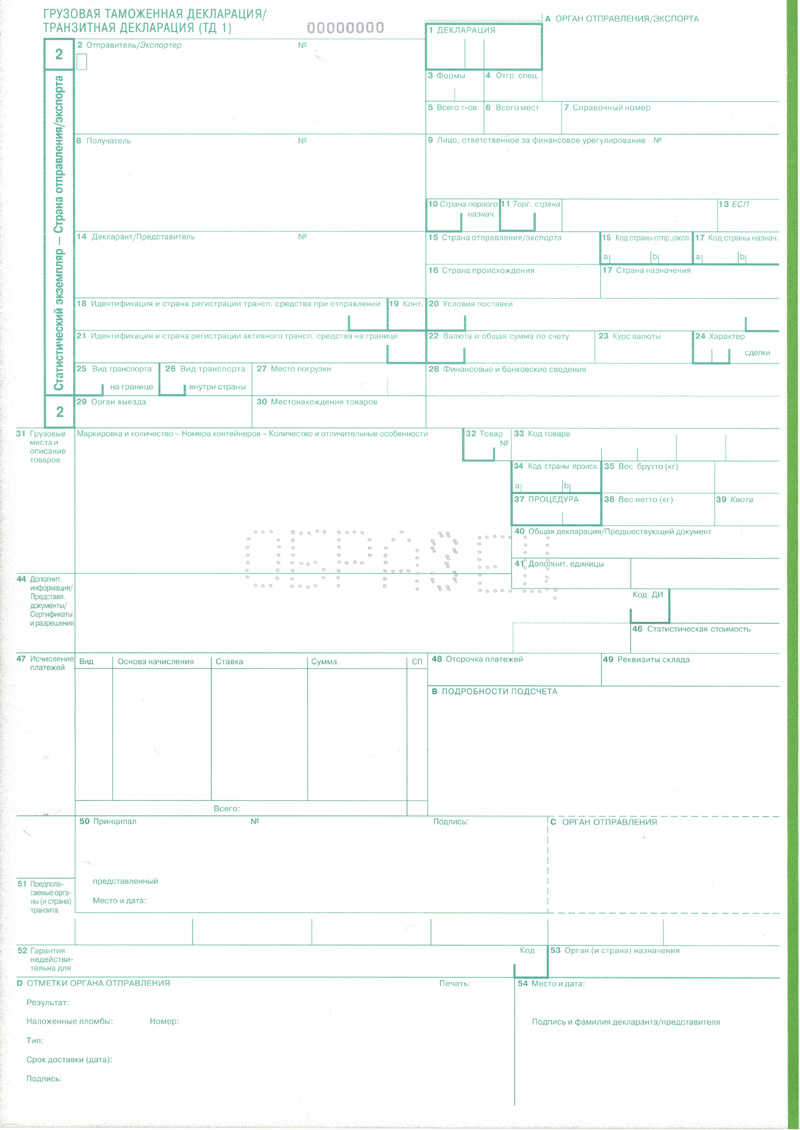 ГРУЗОВАЯ ТАМОЖЕННАЯ ДЕКЛАРАЦИЯ/
ТРАНЗИТНАЯ ДЕКЛАРАЦИЯ (ТД 1)
00000000
А ОРГАН ОТПРАВЛЕНИЯ/ЭКСПОРТА
1 ДЕКЛАРАЦИЯ
2
2 Отправитель/Экспортер №
3 Формы
4 Отгр. спец.
5 Всего т-ов
6 Всего мест
7 Справочный номер
Статистический экземпляр – Страна отправления/экспорта
8 Получатель №
9 Лицо, ответственное за финансовое урегулирование №
10 Страна первого
назнач.
11 Торг. страна
13 ЕСП
14 Декларант/Представитель №
15 Страна отправления/экспорта
15 Код страны отпр./эксп.
a b
17 Код страны назнач.
a b
16 Страна происхождения
17 Страна назначения
18 Идентификация и страна регистрации трансп. средства при отправлении
19 Конт.
20 Условия поставки
21 Идентификация и страна регистрации активного трансп. средства на границе
22 Валюта и общая сумма по счету
23 Курс валюты
24 Характер
сделки
25 Вид транспорта
на границе
26 Вид транспорта
внутри страны
27 Место погрузки
28 Финансовые и банковские сведения
2
29 Орган выезда
30 Местонахождение товаров
31 Грузовые
места и
описание
товаров
Маркировка и количество – Номера контейнеров – Количество и отличительные особенности
32 Товар
№
33 Код товара
34 Код страны происх.
a b
35 Вес брутто (кг)
37 ПРОЦЕДУРА
38 Вес нетто (кг)
39 Квота
40 Общая декларация/Предшествующий документ
ОБРАЗЕЦ
41 Дополнит. единицы
44 Дополнит.
информация/
Представл.
документы/
Сертификаты
и разрешения
Код ДИ
46 Статистическая стоимость
47 Исчисление
платежей
Вид
Основа начисления
Ставка
Сумма
СП
48 Отсрочка платежей
49 Реквизиты склада
В ПОДРОБНОСТИ ПОДСЧЕТА
Всего:
50 Принципал № Подпись:
С ОРГАН ОТПРАВЛЕНИЯ
представленный
Место и дата:
51 Предпола-
гаемые орга-
ны (и страна)
транзита
52 Гарантия
недействи-
тельна для
Код
53 Орган (и страна) назначения
D ОТМЕТКИ ОРГАНА ОТПРАВЛЕНИЯ
Печать:
54 Место и дата:
Результат:
Наложенные пломбы: Номер:
Подпись и фамилия декларанта/представителя
Тип:
Срок доставки (дата):
Подпись: